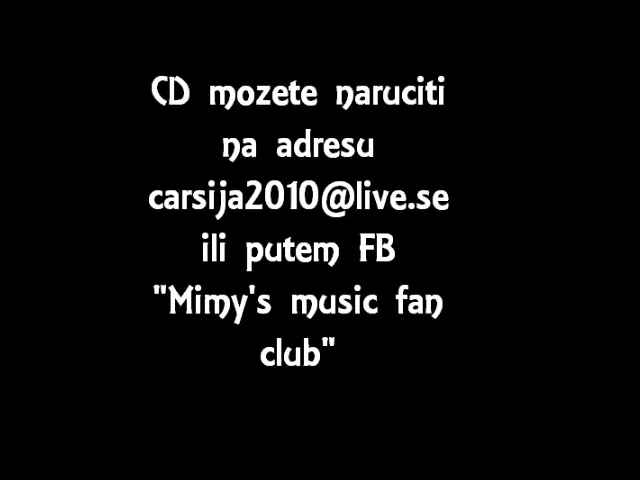 CD mozete naruciti
na adresu
carsija2010@live.se
ili putem FB
"Mimy's music fan
club"